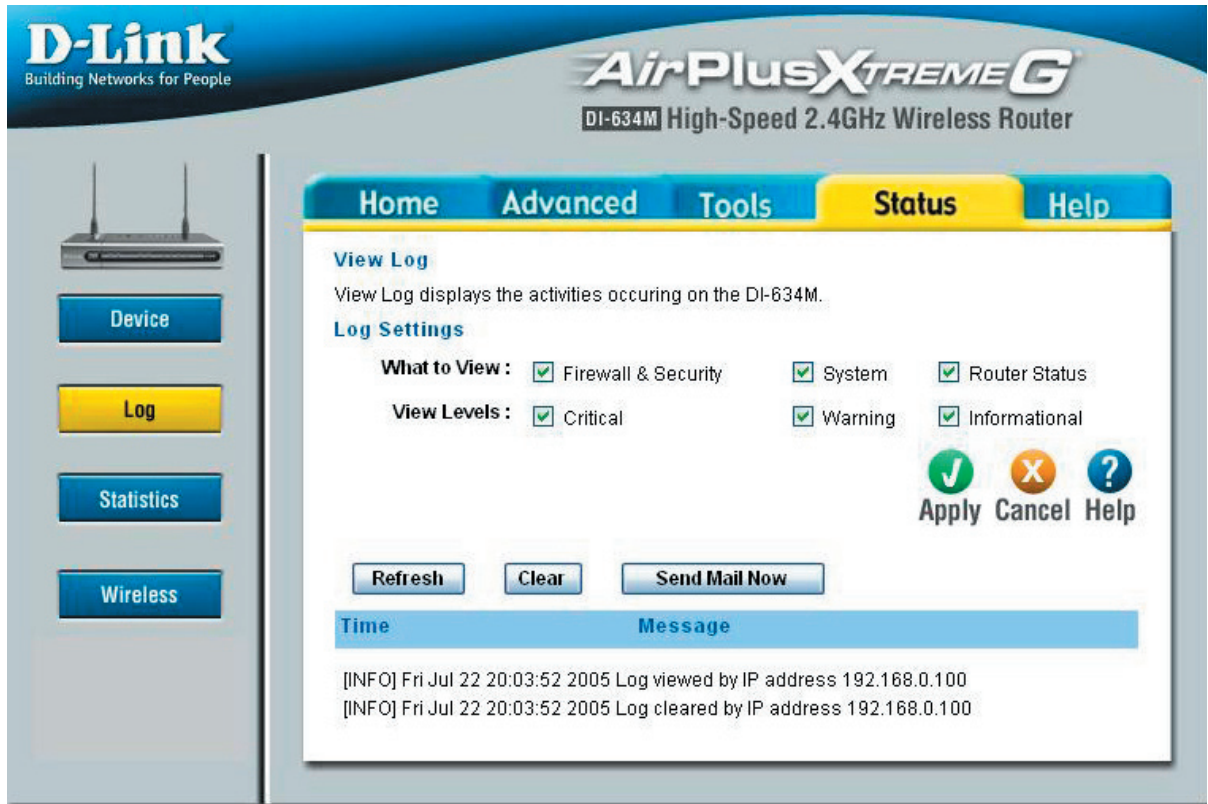 D-Link
Building Networks for People
AirPlusXTREMEG
DI-634M High-Speed 2.4GHz Wireless Router
Home Advanced Tools Status Help
Device
Log
Statistics
Wireless
View Log
View Log displays the activities occuring on the DI-634M.
Log Settings
What to View : Firewall & Security System Router Status
View Levels : Critical Warning Informational
Apply Cancel Help
Refresh Clear Send Mail Now
Time Message
[INFO] Fri Jul 22 20:03:52 2005 Log viewed by IP address 192.168.0.100
[INFO] Fri Jul 22 20:03:52 2005 Log cleared by IP address 192.168.0.100